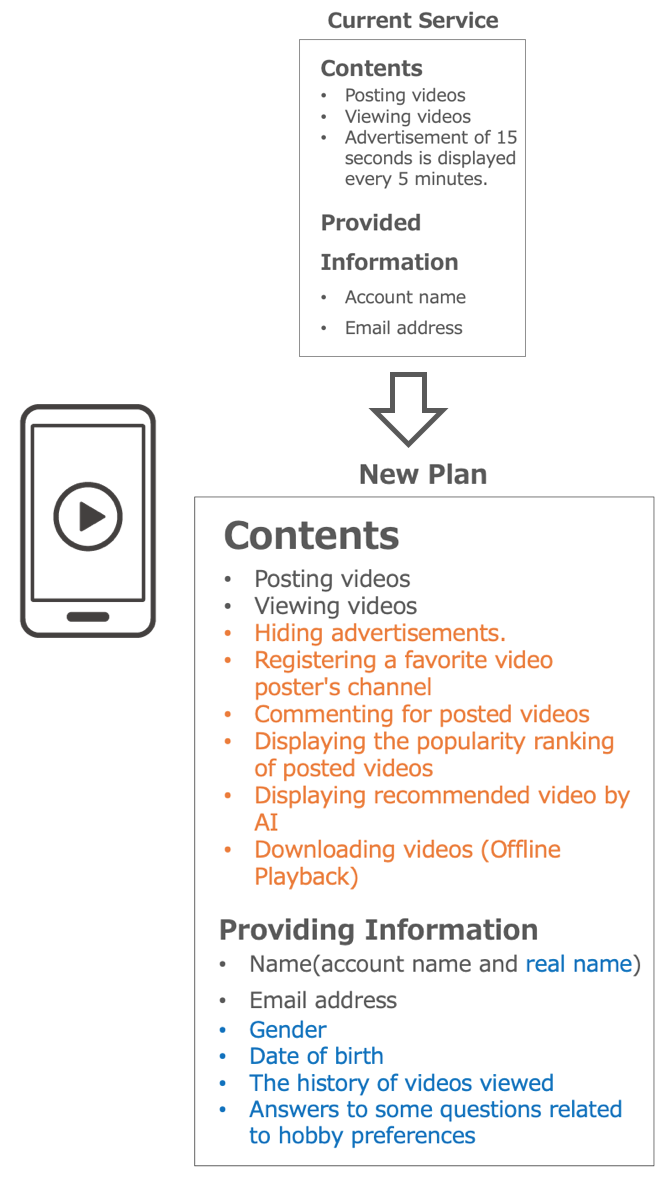 Current Service
Contents
• Posting videos
• Viewing videos
• Advertisement of 15
seconds is displayed
every 5 minutes.
Provided
Information
• Account name
• Email address
New Plan
Contents
• Posting videos
• Viewing videos
• Hiding advertisements.
• Registering a favorite video
poster's channel
• Commenting for posted videos
• Displaying the popularity ranking
of posted videos
• Displaying recommended video by
AI
• Downloading videos (Offline
Playback)
Providing Information
• Name(account name and real name)
• Email address
• Gender
• Date of birth
• The history of videos viewed
• Answers to some questions related
to hobby preferences